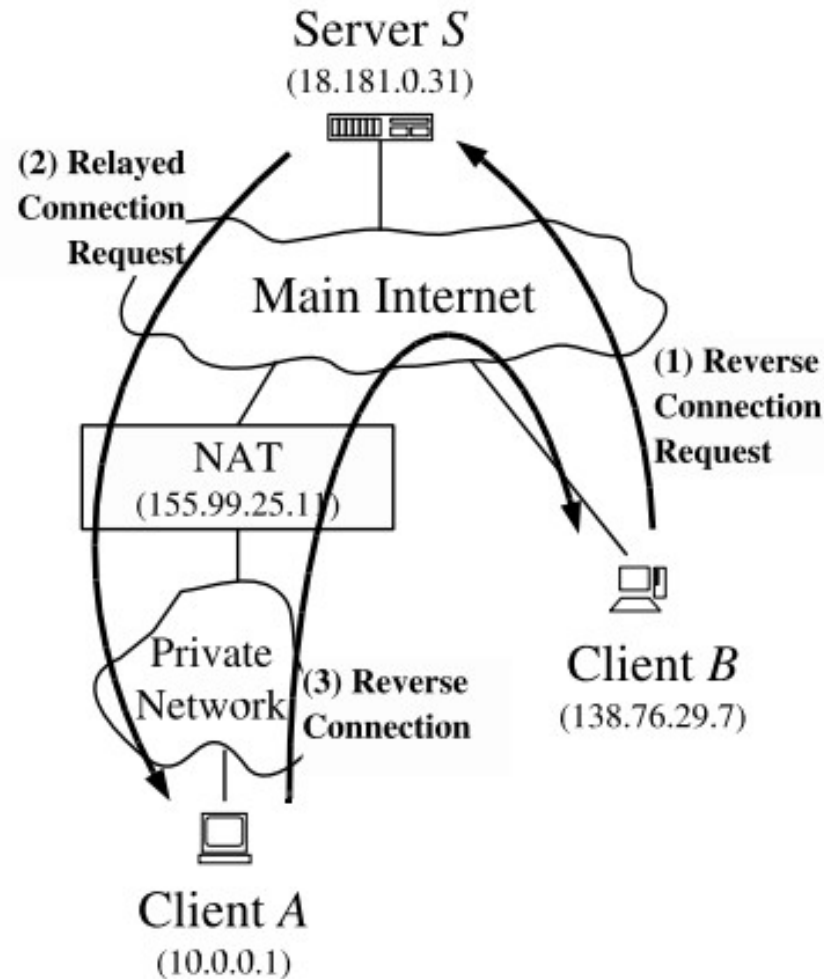 Server S
(18.181.0.31)
(2) Relayed
Connection
Request
Main Internet
(1) Reverse
Connection
Request
NAT
(155.99.25.11)
Private
Network
(3) Reverse
Connection
Client B
(138.76.29.7)
Client A
(10.0.0.1)